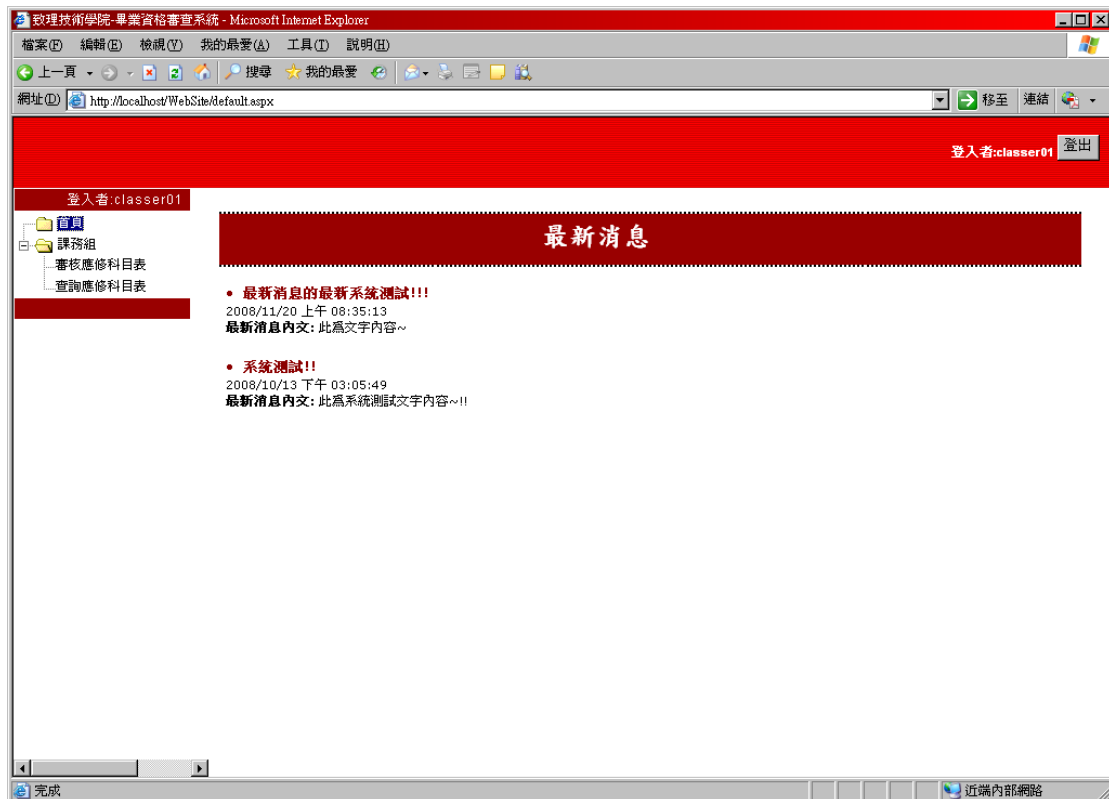 致理技術學院-畢業資格審查系統 - Microsoft Internet Explorer
檔案(F) 編輯(E) 檢視(V) 我的最愛(A) 工具(T) 說明(H)
上一頁 搜尋 我的最愛
網址(D) http://localhost/WebSite/default.aspx 移至 連結
登入者:classer01 登出
登入者:classer01
首頁
課務組
審核應修科目表
查詢應修科目表
最新消息
• 最新消息的最新系統測試!!!
2008/11/20 上午 08:35:13
最新消息內文: 此為文字內容~
• 系統測試!!
2008/10/13 下午 03:05:49
最新消息內文: 此為系統測試文字內容~!!
完成 近端內部網路